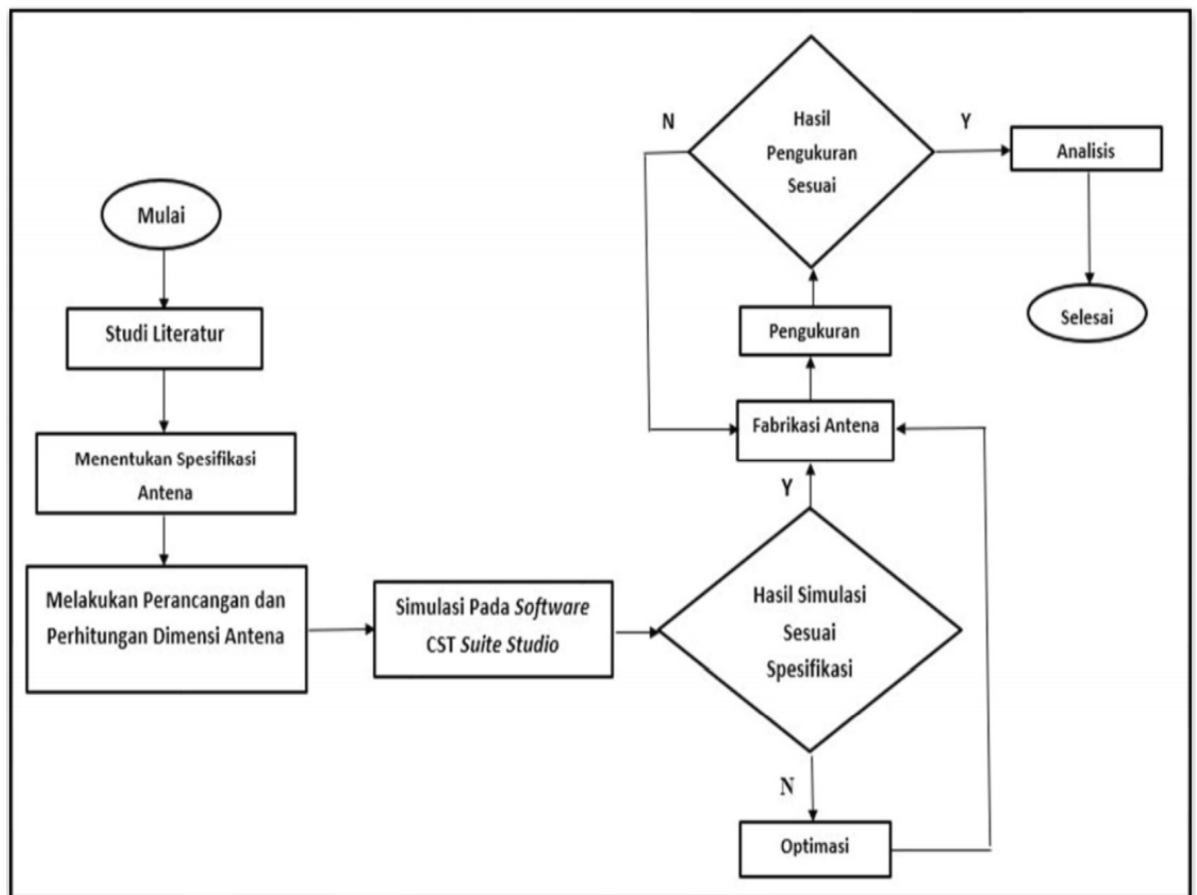 Mulai
Studi Literatur
Menentukan Spesifikasi
Antena
Melakukan Perancangan dan
Perhitungan Dimensi Antena
Simulasi Pada Software
CST Suite Studio
Hasil Simulasi
Sesuai
Spesifikasi
N
Optimasi
Y
Fabrikasi Antena
Pengukuran
Hasil
Pengukuran
Sesuai
N
Y
Analisis
Selesai